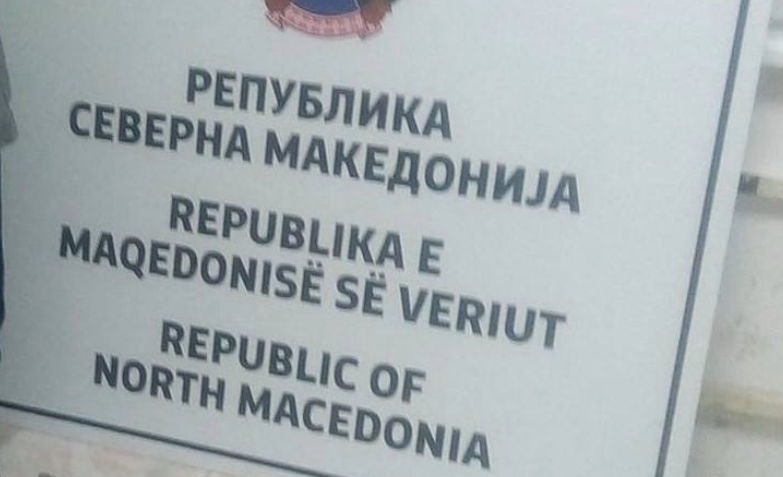 РЕПУБЛИКА
СЕВЕРНА МАКЕДОНИЈА
REPUBLIKA E
MAQEDONISË SË VERIUT
REPUBLIC OF
NORTH MACEDONIA